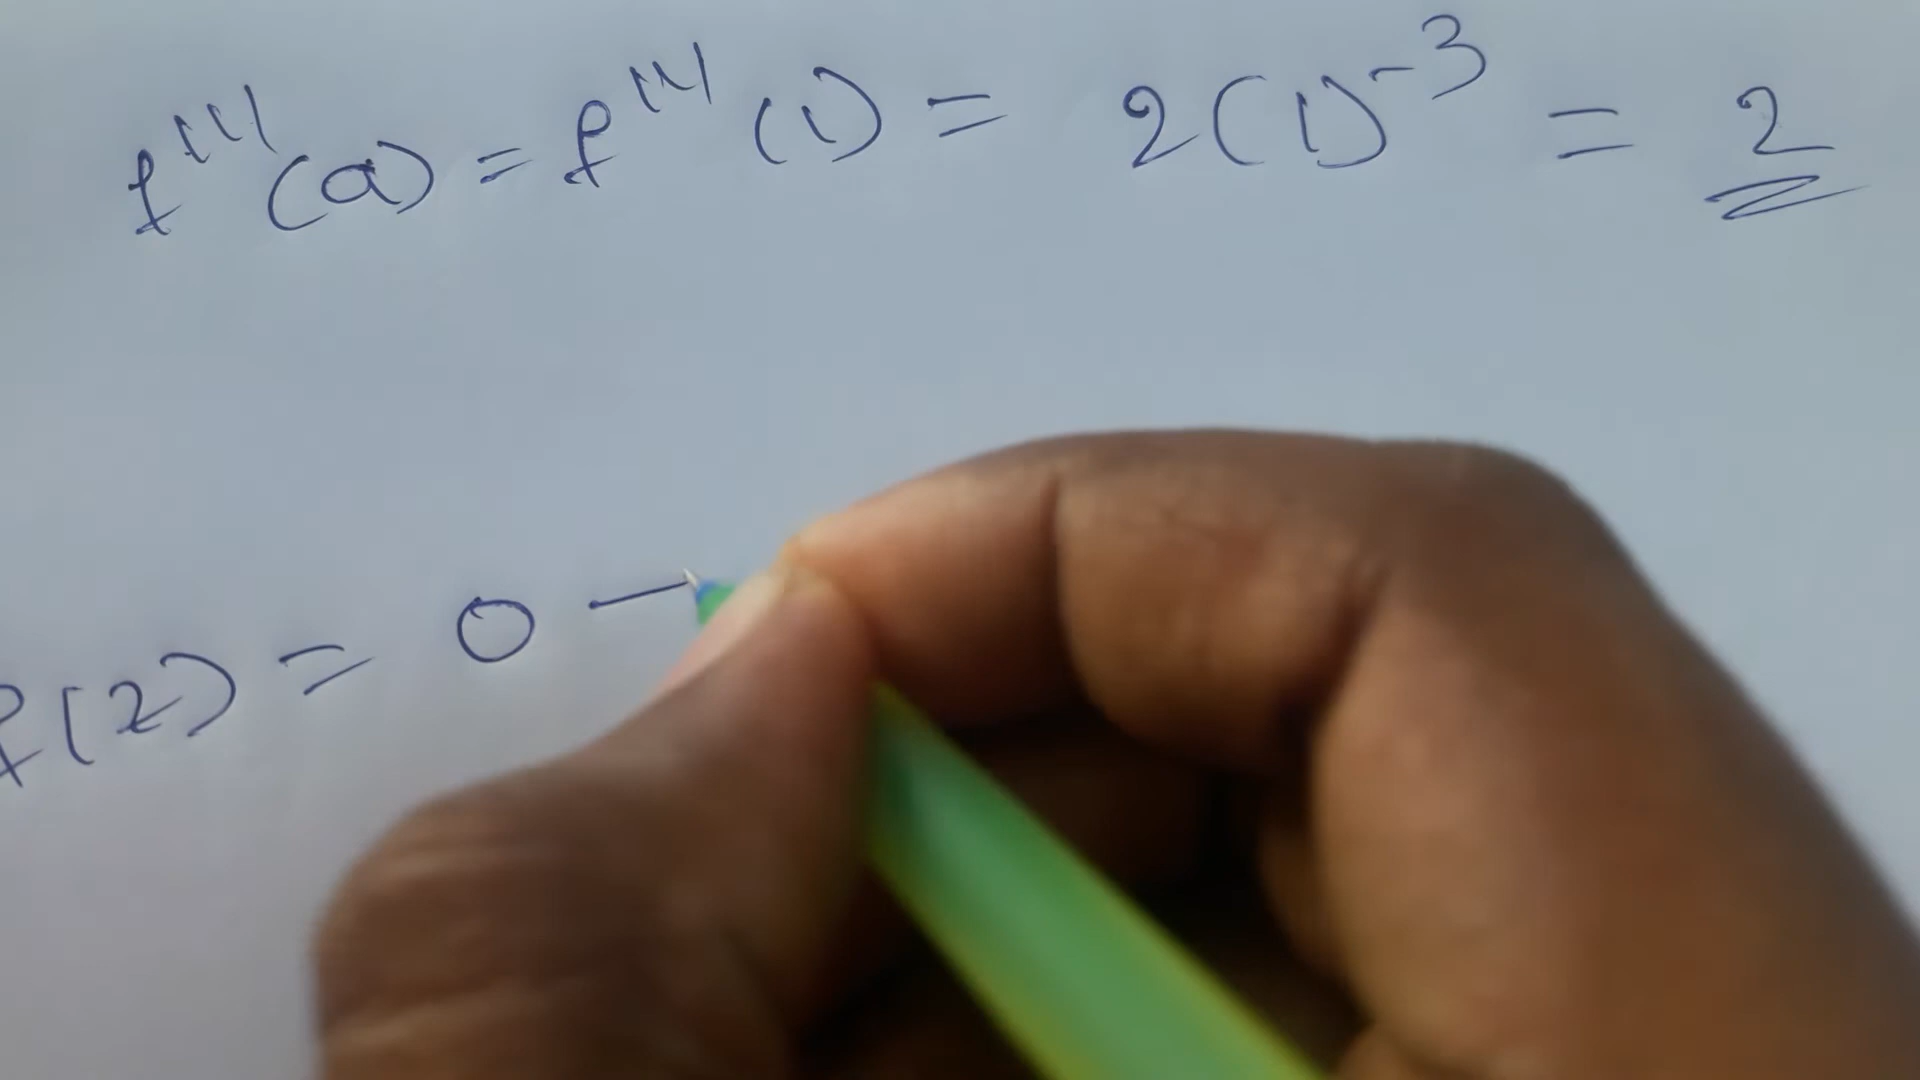 f'''(a) = f'''(1) = 2(1)^-3 = 2
f(2) = 0 —